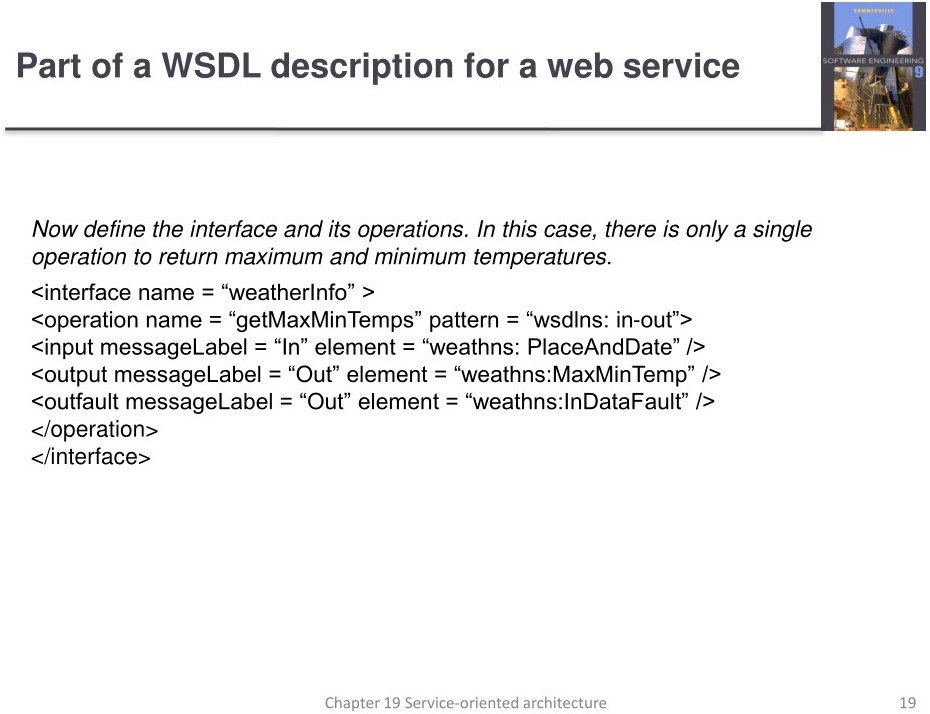 Part of a WSDL description for a web service
SOMMERVILLE
SOFTWARE ENGINEERING
9
Now define the interface and its operations. In this case, there is only a single
operation to return maximum and minimum temperatures.
<interface name = “weatherInfo” >
<operation name = “getMaxMinTemps” pattern = “wsdlns: in-out”>
<input messageLabel = “In” element = “weathns: PlaceAndDate” />
<output messageLabel = “Out” element = “weathns:MaxMinTemp” />
<outfault messageLabel = “Out” element = “weathns:InDataFault” />
</operation>
</interface>
Chapter 19 Service-oriented architecture
19